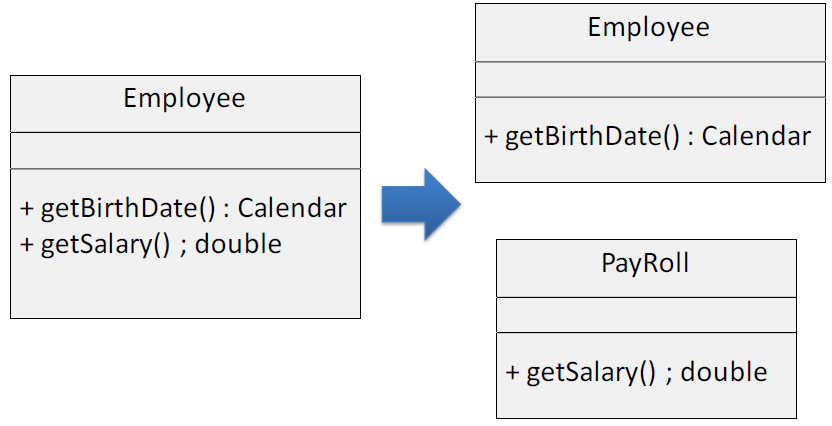 Employee
+ getBirthDate() : Calendar
+ getSalary() ; double
Employee
+ getBirthDate() : Calendar
PayRoll
+ getSalary() ; double